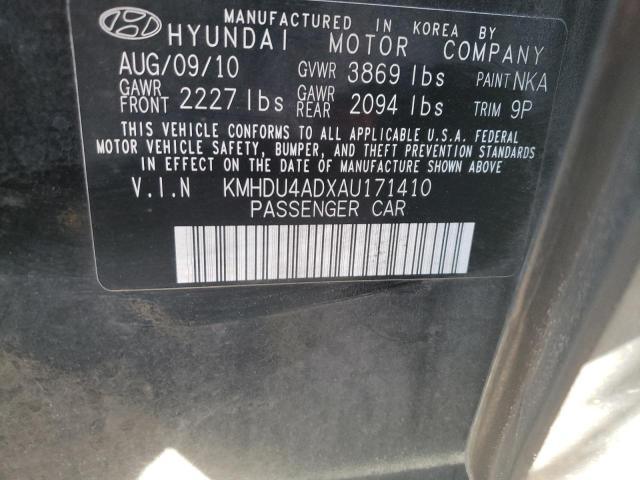 MANUFACTURED IN KOREA BY
HYUNDAI MOTOR COMPANY
AUG/09/10 GVWR 3869 lbs PAINT NKA
GAWR FRONT 2227 lbs GAWR REAR 2094 lbs TRIM 9P
THIS VEHICLE CONFORMS TO ALL APPLICABLE U.S.A. FEDERAL
MOTOR VEHICLE SAFETY, BUMPER, AND THEFT PREVENTION STANDARDS
IN EFFECT ON THE DATE OF MANUFACTURE SHOWN ABOVE
V.I.N KMHDU4ADXAU171410
PASSENGER CAR